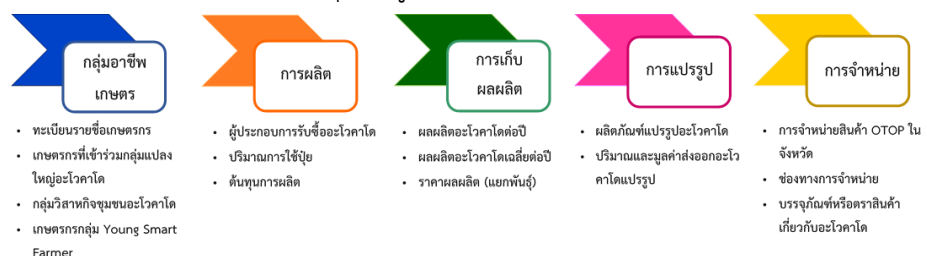 กลุ่มอาชีพ
เกษตร
• ทะเบียนรายชื่อเกษตรกร
• เกษตรกรที่เข้าร่วมกลุ่มแปลง
ใหญ่อะโวคาโด
• กลุ่มวิสาหกิจชุมชนอะโวคาโด
• เกษตรกรกลุ่ม Young Smart
Farmer
การผลิต
• ผู้ประกอบการรับซื้ออะโวคาโด
• ปริมาณการใช้ปุ๋ย
• ต้นทุนการผลิต
การเก็บ
ผลผลิต
• ผลผลิตอะโวคาโดต่อปี
• ผลผลิตอะโวคาโดเฉลี่ยต่อปี
• ราคาผลผลิต (แยกพันธุ์)
การแปรรูป
• ผลิตภัณฑ์แปรรูปอะโวคาโด
• ปริมาณและมูลค่าส่งออกอะโว
คาโดแปรรูป
การจำหน่าย
• การจำหน่ายสินค้า OTOP ใน
จังหวัด
• ช่องทางการจำหน่าย
• บรรจุภัณฑ์หรือตราสินค้า
เกี่ยวกับอะโวคาโด